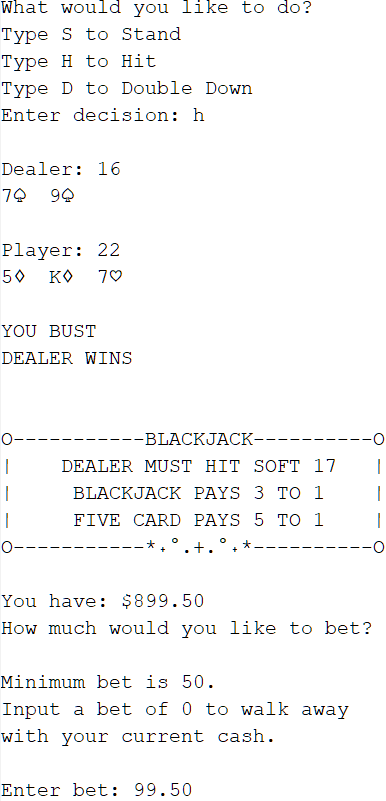 What would you like to do?
Type S to Stand
Type H to Hit
Type D to Double Down
Enter decision: h
Dealer: 16
7♤  9♤
Player: 22
5◊  K◊  7♡
YOU BUST
DEALER WINS
O-----------BLACKJACK----------O
|    DEALER MUST HIT SOFT 17   |
|     BLACKJACK PAYS 3 TO 1    |
|     FIVE CARD PAYS 5 TO 1    |
O-----------*˖°.+.°˖*----------O
You have: $899.50
How much would you like to bet?
Minimum bet is 50.
Input a bet of 0 to walk away
with your current cash.
Enter bet: 99.50